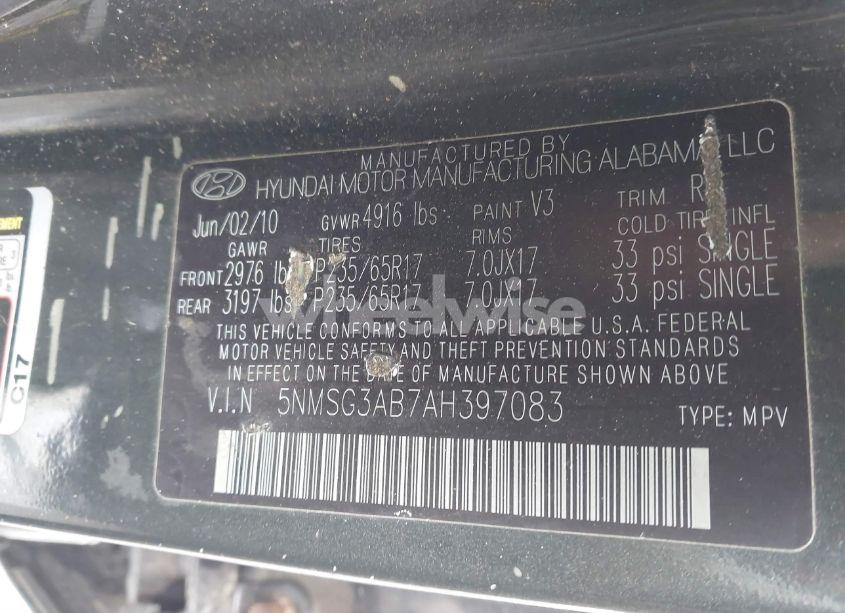 MANUFACTURED BY
HYUNDAI MOTOR MANUFACTURING ALABAMA, LLC
Jun/02/10 GVWR 4916 lbs PAINT V3 TRIM
GAWR TIRES RIMS COLD TIRE INFL
FRONT 2976 lbs P235/65R17 7.0JX17 33 psi SINGLE
REAR 3197 lbs P235/65R17 7.0JX17 33 psi SINGLE
wheelwise
THIS VEHICLE CONFORMS TO ALL APPLICABLE U.S.A. FEDERAL
MOTOR VEHICLE SAFETY AND THEFT PREVENTION STANDARDS
IN EFFECT ON THE DATE OF MANUFACTURE SHOWN ABOVE
V.I.N 5NMSG3AB7AH397083 TYPE: MPV
C17